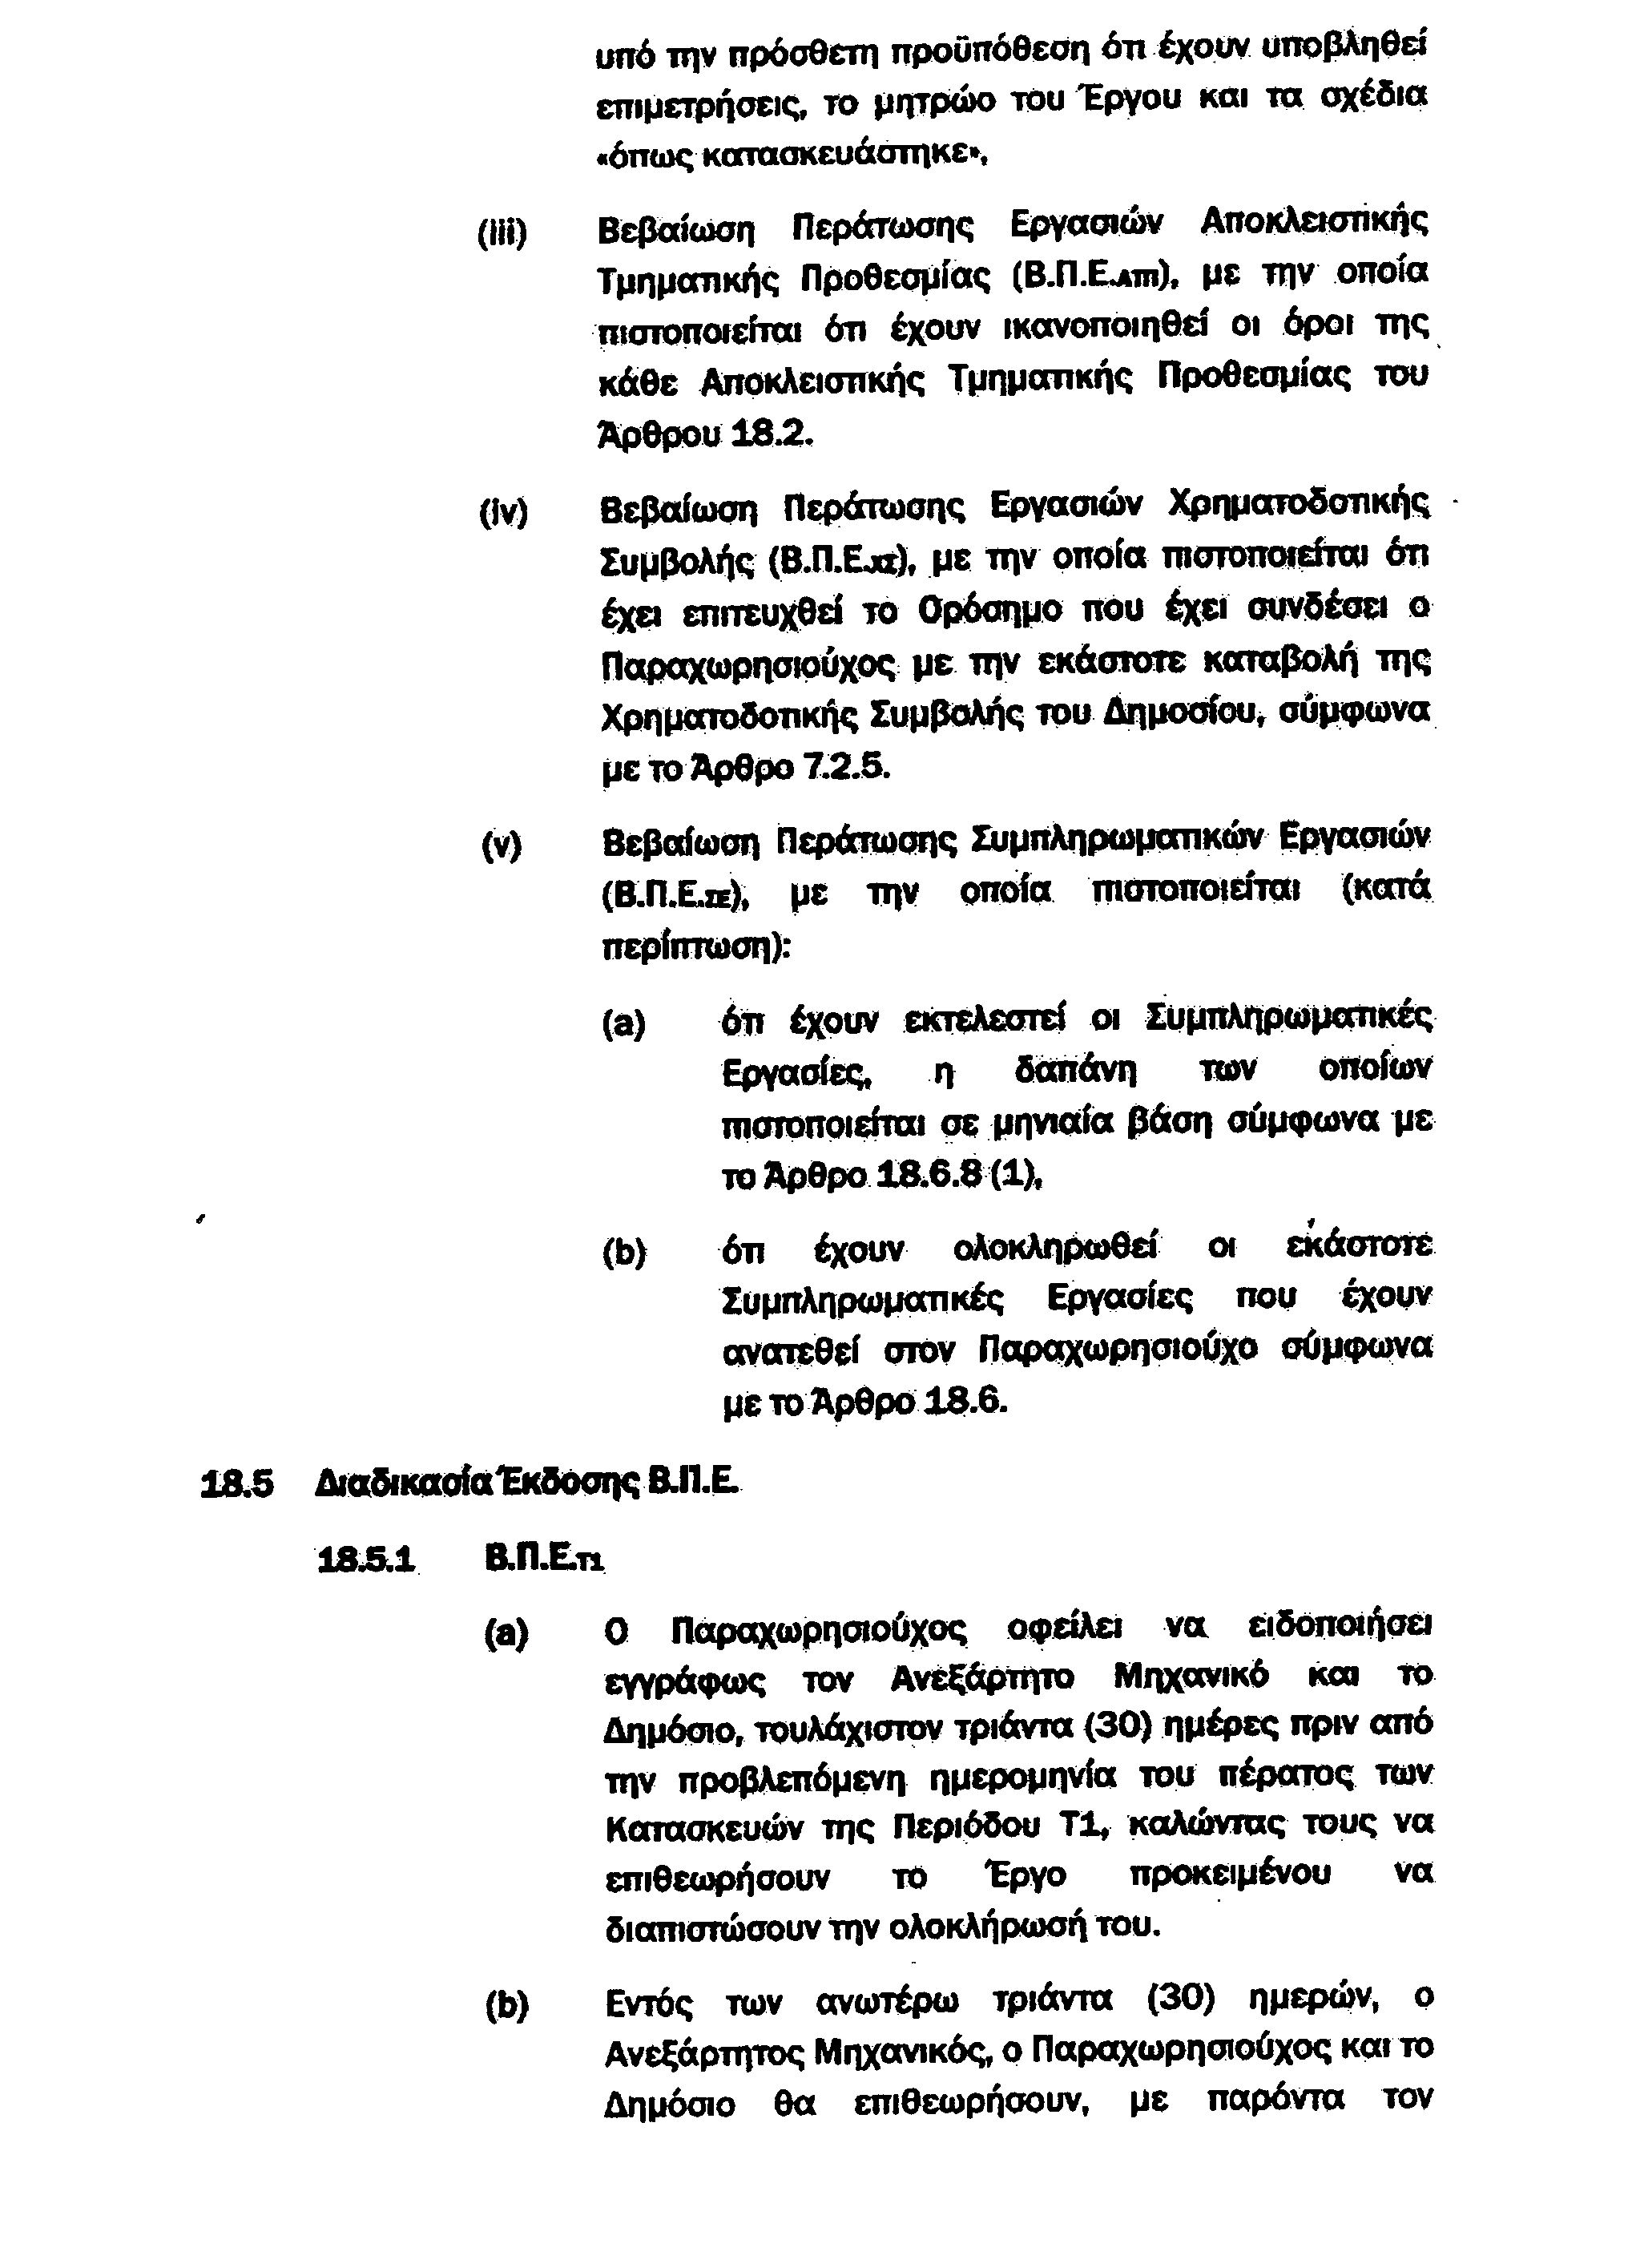 υπό την πρόσθετη προϋπόθεση ότι έχουν υποβληθεί
επιμετρήσεις, το μητρώο του Έργου και τα σχέδια
«όπως κατασκευάστηκε»,
(iii) Βεβαίωση Περάτωσης Εργασιών Αποκλειστικής
Τμηματικής Προθεσμίας (Β.Π.Ε.ΑΤΠ), με την οποία
πιστοποιείται ότι έχουν ικανοποιηθεί οι όροι της
κάθε Αποκλειστικής Τμηματικής Προθεσμίας του
Άρθρου 18.2.
(iv) Βεβαίωση Περάτωσης Εργασιών Χρηματοδοτικής
Συμβολής (Β.Π.Ε.ΧΣ), με την οποία πιστοποιείται ότι
έχει επιτευχθεί το Ορόσημο που έχει συνδέσει ο
Παραχωρησιούχος με την εκάστοτε καταβολή της
Χρηματοδοτικής Συμβολής του Δημοσίου, σύμφωνα
με το Άρθρο 7.2.5.
(v) Βεβαίωση Περάτωσης Συμπληρωματικών Εργασιών
(Β.Π.Ε.ΣΕ), με την οποία πιστοποιείται (κατά
περίπτωση):
(a) ότι έχουν εκτελεστεί οι Συμπληρωματικές
Εργασίες, η δαπάνη των οποίων
πιστοποιείται σε μηνιαία βάση σύμφωνα με
το Άρθρο 18.6.8 (1),
(b) ότι έχουν ολοκληρωθεί οι εκάστοτε
Συμπληρωματικές Εργασίες που έχουν
ανατεθεί στον Παραχωρησιούχο σύμφωνα
με το Άρθρο 18.6.
18.5 Διαδικασία Έκδοσης Β.Π.Ε.
18.5.1 Β.Π.Ε.Τ1
(a) Ο Παραχωρησιούχος οφείλει να ειδοποιήσει
εγγράφως τον Ανεξάρτητο Μηχανικό και το
Δημόσιο, τουλάχιστον τριάντα (30) ημέρες πριν από
την προβλεπόμενη ημερομηνία του πέρατος των
Κατασκευών της Περιόδου Τ1, καλώντας τους να
επιθεωρήσουν το Έργο προκειμένου να
διαπιστώσουν την ολοκλήρωσή του.
(b) Εντός των ανωτέρω τριάντα (30) ημερών, ο
Ανεξάρτητος Μηχανικός, ο Παραχωρησιούχος και το
Δημόσιο θα επιθεωρήσουν, με παρόντα τον